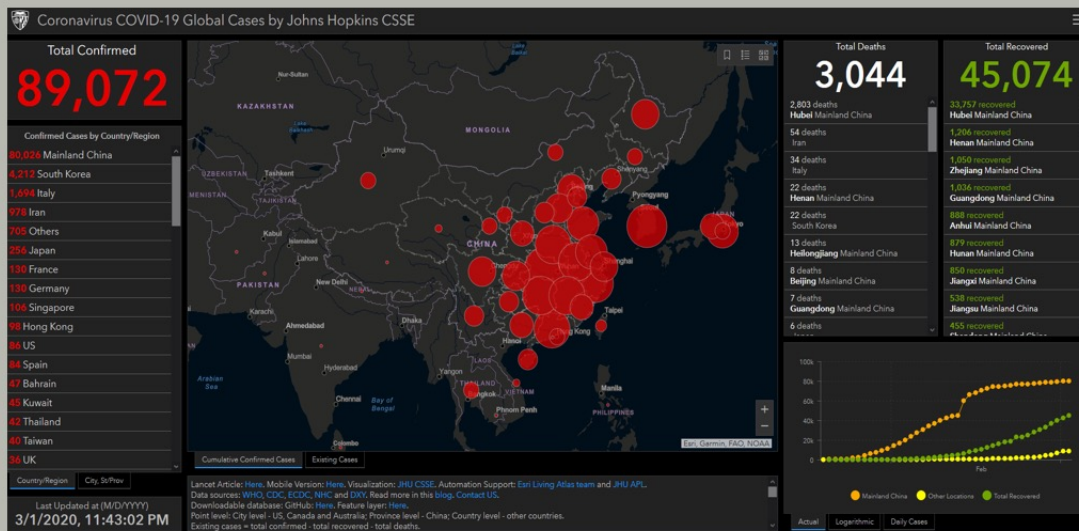 Coronavirus COVID-19 Global Cases by Johns Hopkins CSSE
Total Confirmed
89,072
Confirmed Cases by Country/Region
80,026 Mainland China
4,212 South Korea
1,694 Italy
978 Iran
705 Others
256 Japan
130 France
130 Germany
106 Singapore
98 Hong Kong
86 US
84 Spain
47 Bahrain
45 Kuwait
42 Thailand
40 Taiwan
36 UK
Country/Region
City, St/Prov
Last Updated at (M/D/YYYY)
3/1/2020, 11:43:02 PM
Nur-Sultan
KAZAKHSTAN
MONGOLIA
Urumqi
UZBEKISTAN
Tashkent
TAJIKISTAN
Shenyang
Pyongyang
JAPAN
Kabul
Islamabad
CHINA
Lahore
Shanghai
PAKISTAN
New Delhi
NEPAL
Karachi
Ahmedabad
Dhaka
Taipei
Hong Kong
Hanoi
Mumbai
LAOS
Hyderabad
Yangon
Arabian
Sea
THAILAND
VIETNAM
Manila
Chennai
Bay of
Bengal
Bangkok
Phnom Penh
PHILIPPINES
Colombo
Esri, Garmin, FAO, NOAA
Cumulative Confirmed Cases
Existing Cases
Lancet Article: Here. Mobile Version: Here. Visualization: JHU CSSE. Automation Support: Esri Living Atlas team and JHU APL.
Data sources: WHO, CDC, ECDC, NHC and DXY. Read more in this blog. Contact US.
Downloadable database: GitHub: Here. Feature layer: Here.
Point level: City level - US, Canada and Australia; Province level - China; Country level - other countries.
Existing cases = total confirmed - total recovered - total deaths.
Total Deaths
3,044
2,803 deaths
Hubei Mainland China
54 deaths
Iran
34 deaths
Italy
22 deaths
Henan Mainland China
22 deaths
South Korea
13 deaths
Heilongjiang Mainland China
8 deaths
Beijing Mainland China
7 deaths
Guangdong Mainland China
6 deaths
Total Recovered
45,074
33,757 recovered
Hubei Mainland China
1,206 recovered
Henan Mainland China
1,050 recovered
Zhejiang Mainland China
1,036 recovered
Guangdong Mainland China
888 recovered
Anhui Mainland China
879 recovered
Hunan Mainland China
850 recovered
Jiangxi Mainland China
538 recovered
Jiangsu Mainland China
455 recovered
100k
80k
60k
40k
20k
0
Feb
Mainland China
Other Locations
Total Recovered
Actual
Logarithmic
Daily Cases